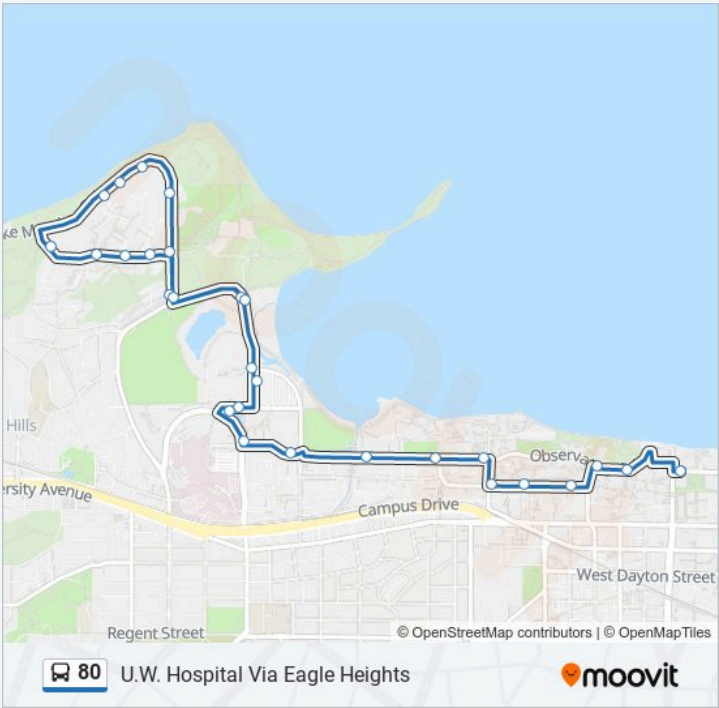 ke M
Hills
ersity Avenue
Observa
Campus Drive
West Dayton Street
Regent Street
© OpenStreetMap contributors | © OpenMapTiles
80 U.W. Hospital Via Eagle Heights
moovit